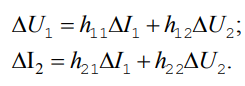 ΔU₁ = h₁₁ΔI₁ + h₁₂ΔU₂;
ΔI₂ = h₂₁ΔI₁ + h₂₂ΔU₂.